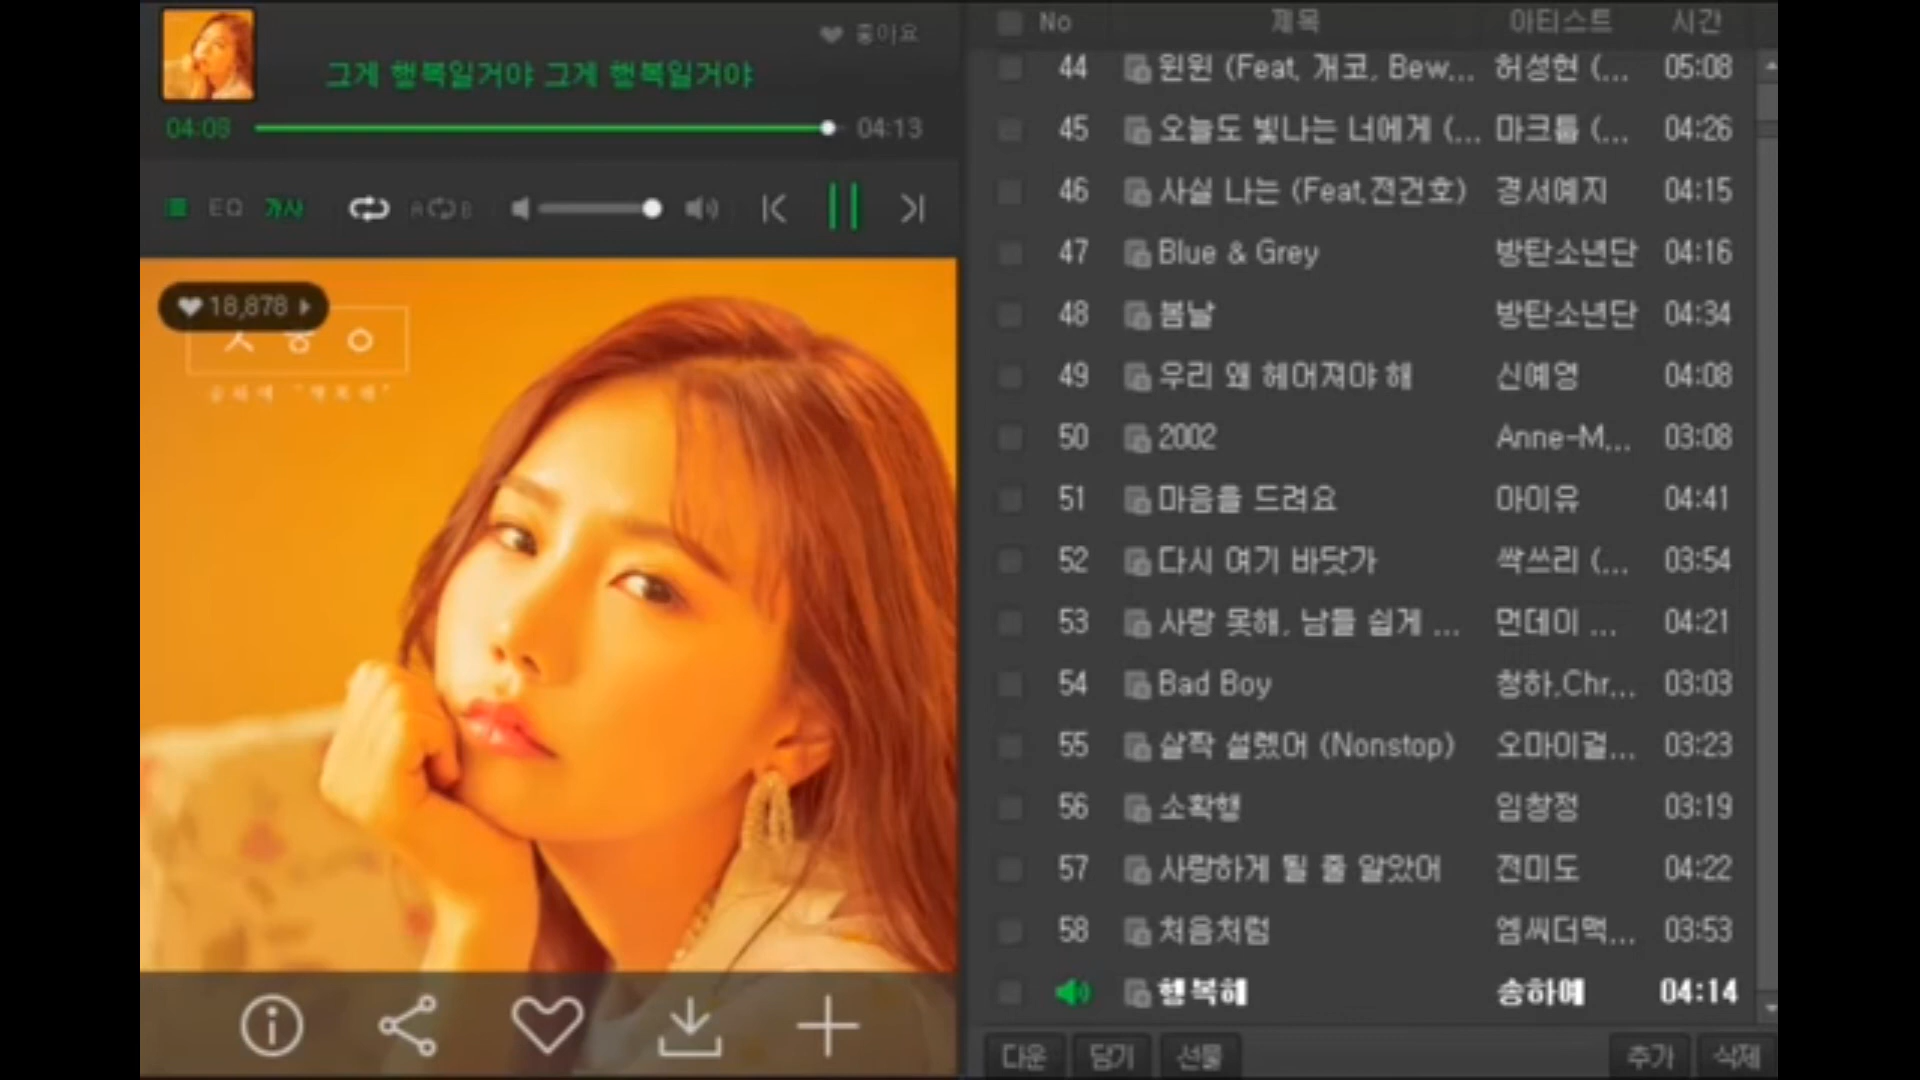 좋아요
그게 행복일거야 그게 행복일거야
04:08 04:13
EQ 가사 A B
18,878
ㅅ ㅎ ㅇ
송하예 "행복해"
No 제목 아티스트 시간
44 윈윈 (Feat. 개코, Bew... 허성현 (... 05:08
45 오늘도 빛나는 너에게 (... 마크툽 (... 04:26
46 사실 나는 (Feat.전건호) 경서예지 04:15
47 Blue & Grey 방탄소년단 04:16
48 봄날 방탄소년단 04:34
49 우리 왜 헤어져야 해 신예영 04:08
50 2002 Anne-M... 03:08
51 마음을 드려요 아이유 04:41
52 다시 여기 바닷가 싹쓰리 (... 03:54
53 사랑 못해, 남들 쉽게 ... 먼데이 ... 04:21
54 Bad Boy 청하,Chr... 03:03
55 살짝 설렜어 (Nonstop) 오마이걸... 03:23
56 소확행 임창정 03:19
57 사랑하게 될 줄 알았어 전미도 04:22
58 처음처럼 엠씨더맥... 03:53
행복해 송하예 04:14
다운 담기 선물 추가 삭제